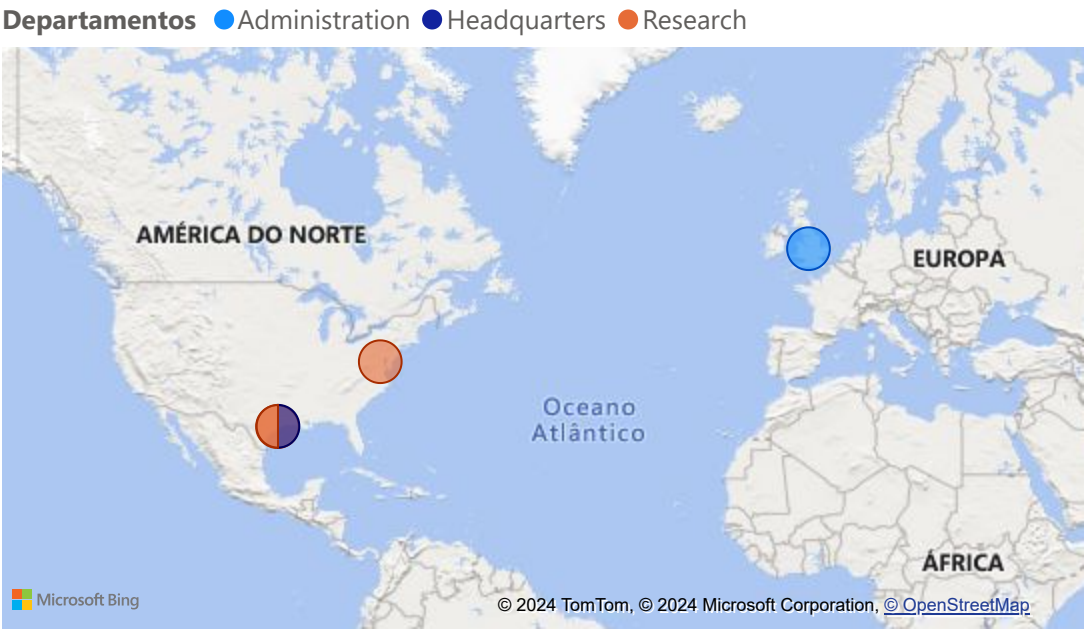 Departamentos Administration Headquarters Research
AMÉRICA DO NORTE
EUROPA
Oceano
Atlântico
ÁFRICA
Microsoft Bing
© 2024 TomTom, © 2024 Microsoft Corporation, © OpenStreetMap